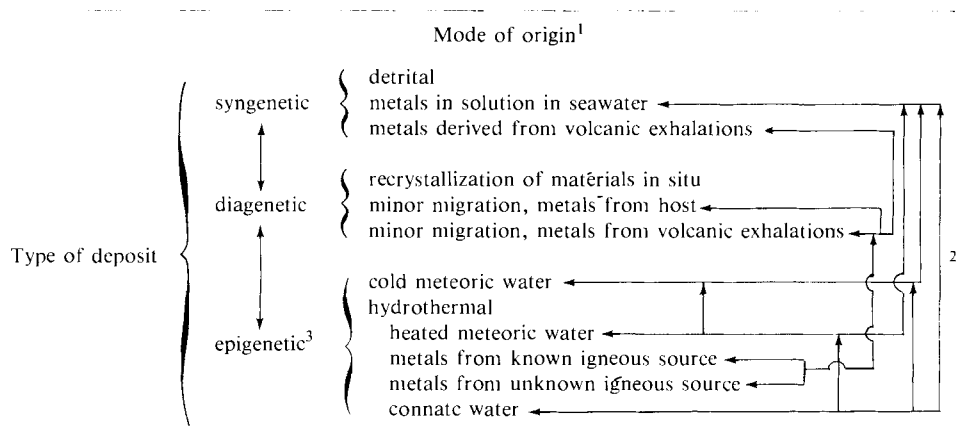 Mode of origin¹
detrital
syngenetic
metals in solution in seawater
metals derived from volcanic exhalations
recrystallization of materials in situ
diagenetic
minor migration, metals from host
minor migration, metals from volcanic exhalations
Type of deposit
2
cold meteoric water
hydrothermal
heated meteoric water
epigenetic³
metals from known igneous source
metals from unknown igneous source
connate water